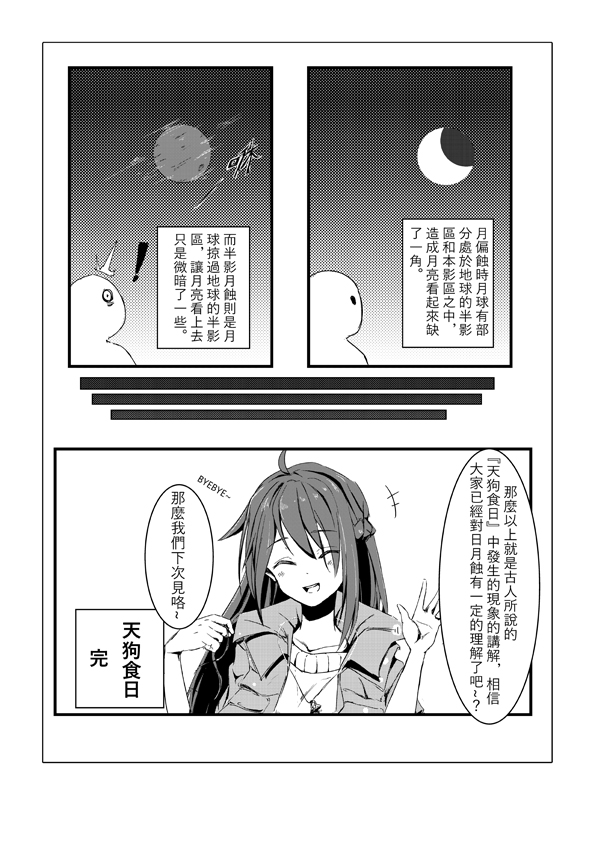 月偏蝕時月球有部
分處於地球的半影
區和本影區之中，
造成月亮看起來缺
了一角。
噗
！
而半影月蝕則是月
球掠過地球的半影
區，讓月亮看上去
只是微暗了一些。
那麼以上就是古人所說的
『天狗食日』中發生的現象的講解，相信
大家已經對日月蝕有一定的理解了吧~？
BYEBYE~
那麼我們下次見咯~
天狗食日
完